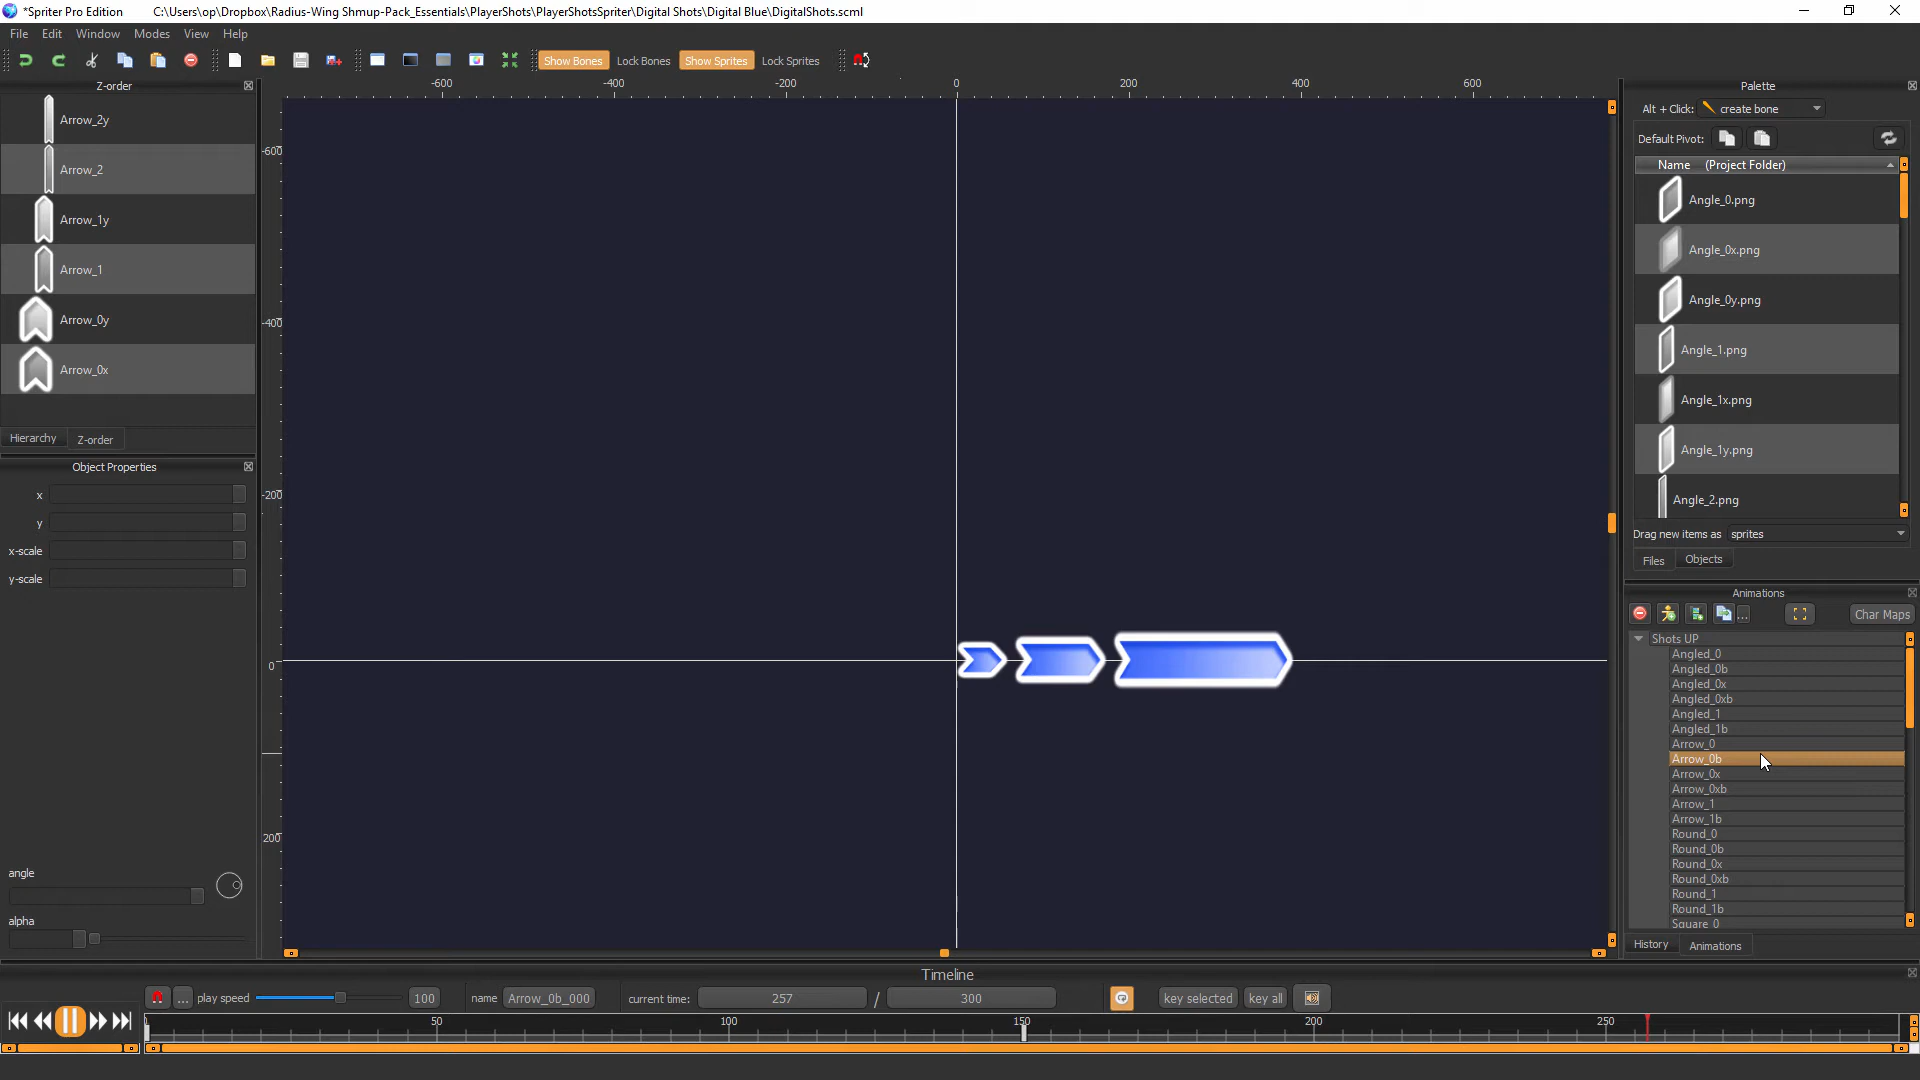 *Spriter Pro Edition C:\Users\op\Dropbox\Radius-Wing Shmup-Pack_Essentials\PlayerShots\PlayerShotsSpriter\Digital Shots\Digital Blue\DigitalShots.scml
File Edit Window Modes View Help
Show Bones Lock Bones Show Sprites Lock Sprites
Z-order
Arrow_2y
Arrow_2
Arrow_1y
Arrow_1
Arrow_0y
Arrow_0x
Hierarchy Z-order
Object Properties
x
y
x-scale
y-scale
angle
alpha
-600 -400 -200 0 200 400 600
-600
-400
-200
0
200
Palette
Alt + Click: create bone
Default Pivot:
Name (Project Folder)
Angle_0.png
Angle_0x.png
Angle_0y.png
Angle_1.png
Angle_1x.png
Angle_1y.png
Angle_2.png
Drag new items as sprites
Files Objects
Animations
... Char Maps
Shots UP
Angled_0
Angled_0b
Angled_0x
Angled_0xb
Angled_1
Angled_1b
Arrow_0
Arrow_0b
Arrow_0x
Arrow_0xb
Arrow_1
Arrow_1b
Round_0
Round_0b
Round_0x
Round_0xb
Round_1
Round_1b
Square_0
History Animations
Timeline
... play speed 100 name Arrow_0b_000 current time: 257 / 300 key selected key all
50 100 150 200 250